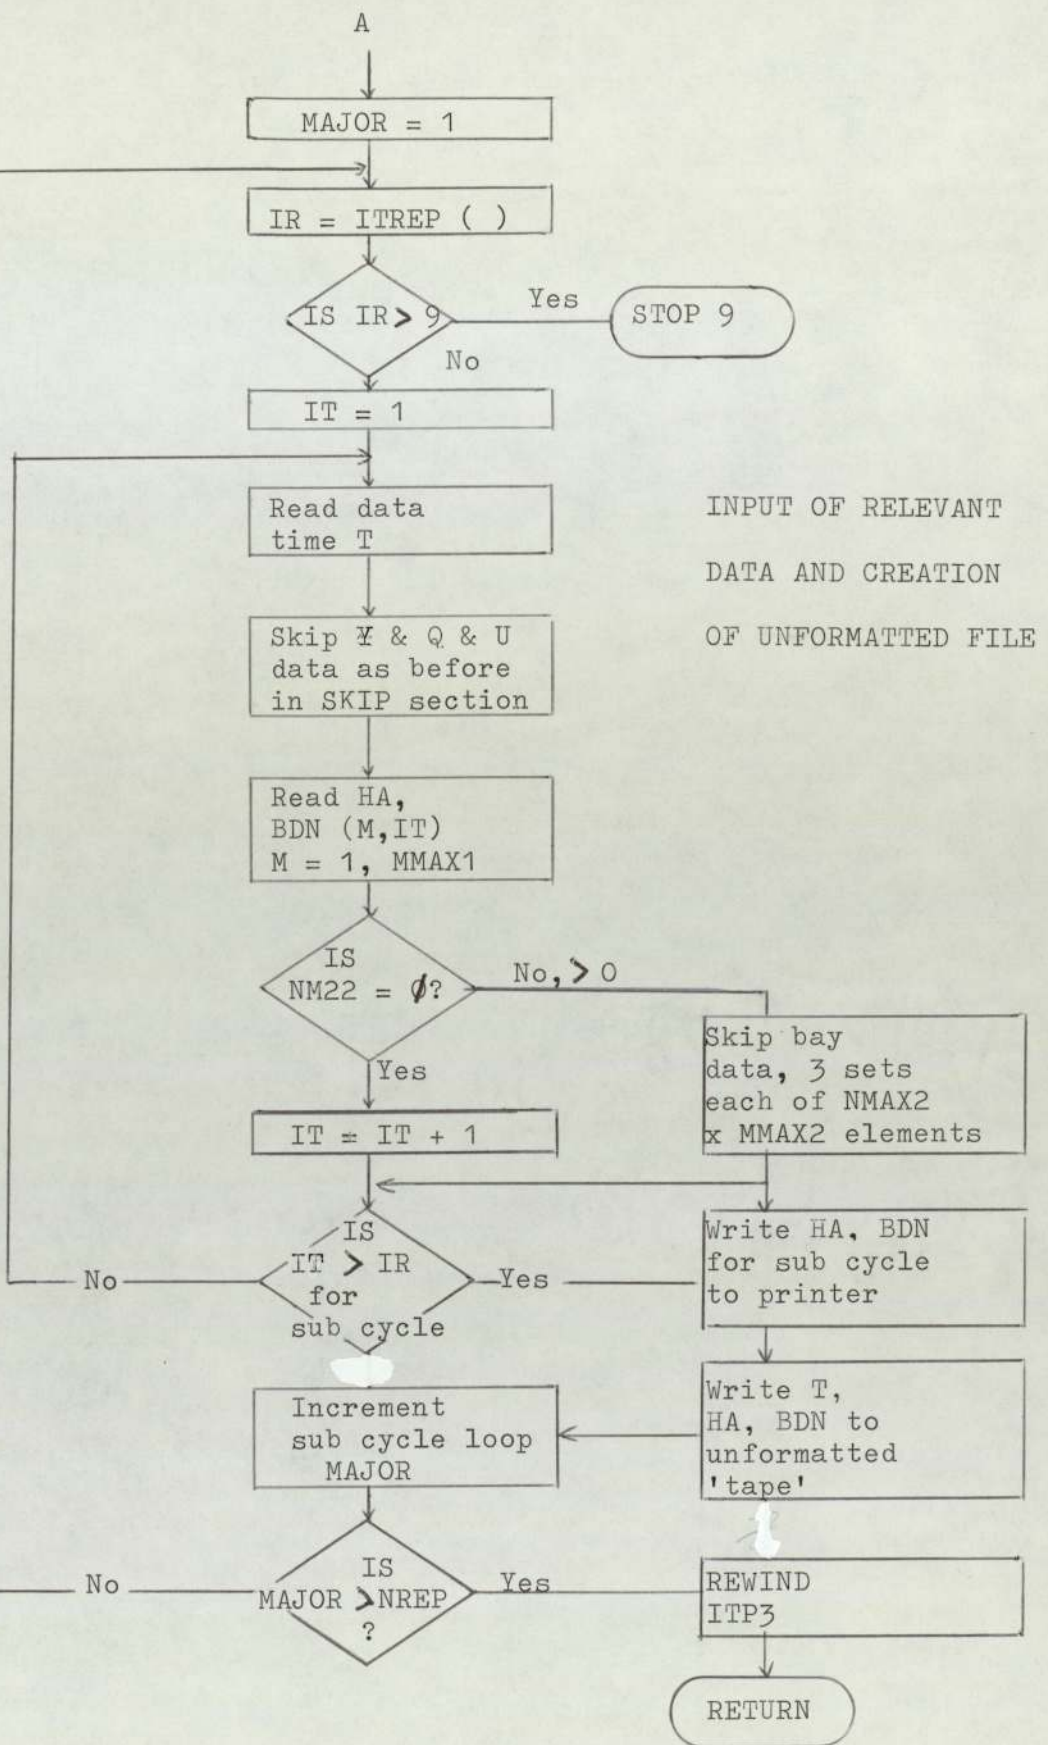 A
MAJOR = 1
IR = ITREP ( )
IS IR > 9
Yes
STOP 9
No
IT = 1
Read data
time T
INPUT OF RELEVANT
DATA AND CREATION
OF UNFORMATTED FILE
Skip Y & Q & U
data as before
in SKIP section
Read HA,
BDN (M,IT)
M = 1, MMAX1
IS
NM22 = Ø?
No, > 0
Yes
Skip bay
data, 3 sets
each of NMAX2
x MMAX2 elements
IT = IT + 1
IS
IT > IR
for
sub cycle
No
Yes
Write HA, BDN
for sub cycle
to printer
Write T,
HA, BDN to
unformatted
'tape'
Increment
sub cycle loop
MAJOR
IS
MAJOR >NREP
?
No
Yes
REWIND
ITP3
RETURN